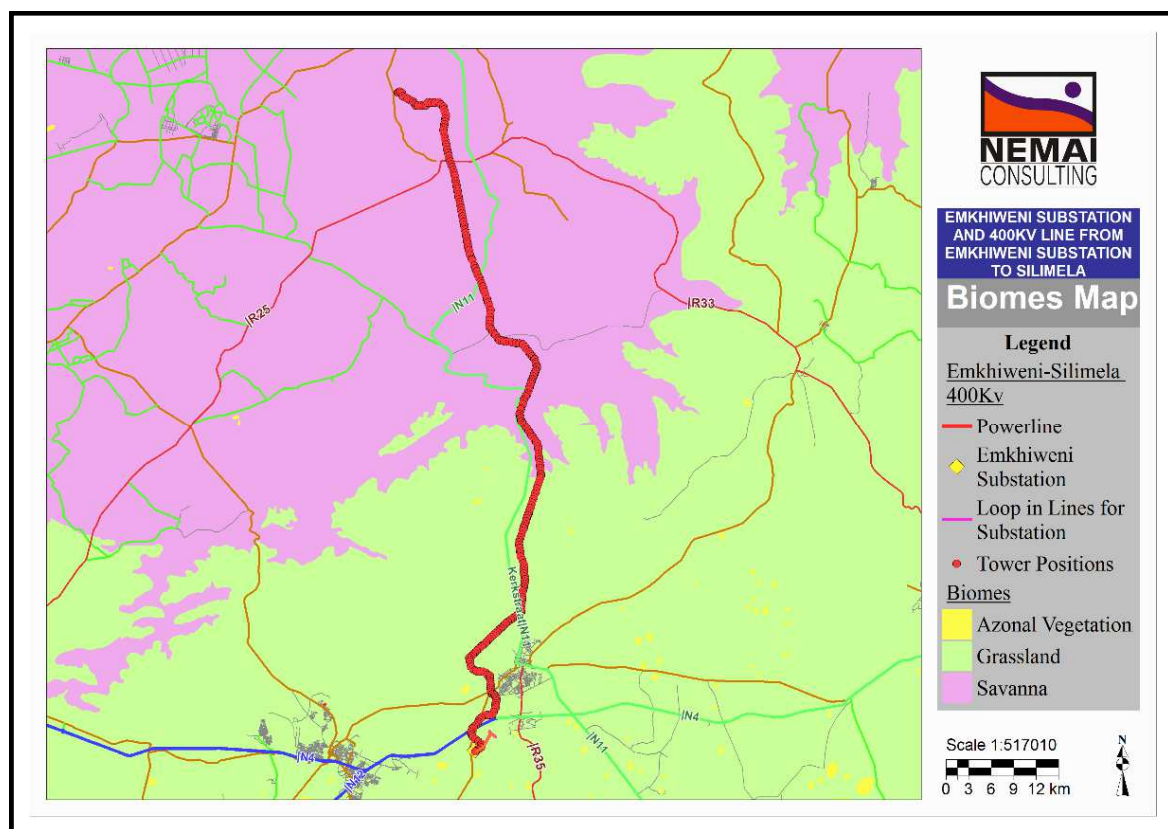 NEMAI
CONSULTING
EMKHIWENI SUBSTATION
AND 400KV LINE FROM
EMKHIWENI SUBSTATION
TO SILIMELA
Biomes Map
Legend
Emkhiweni-Silimela
400Kv
Powerline
Emkhiweni
Substation
Loop in Lines for
Substation
Tower Positions
Biomes
Azonal Vegetation
Grassland
Savanna
Scale 1:517010
N
0 3 6 9 12 km
|N11
|R25
|R33
Kerkstraat|N11
|N4
|N11
|R35
|N4
|N12